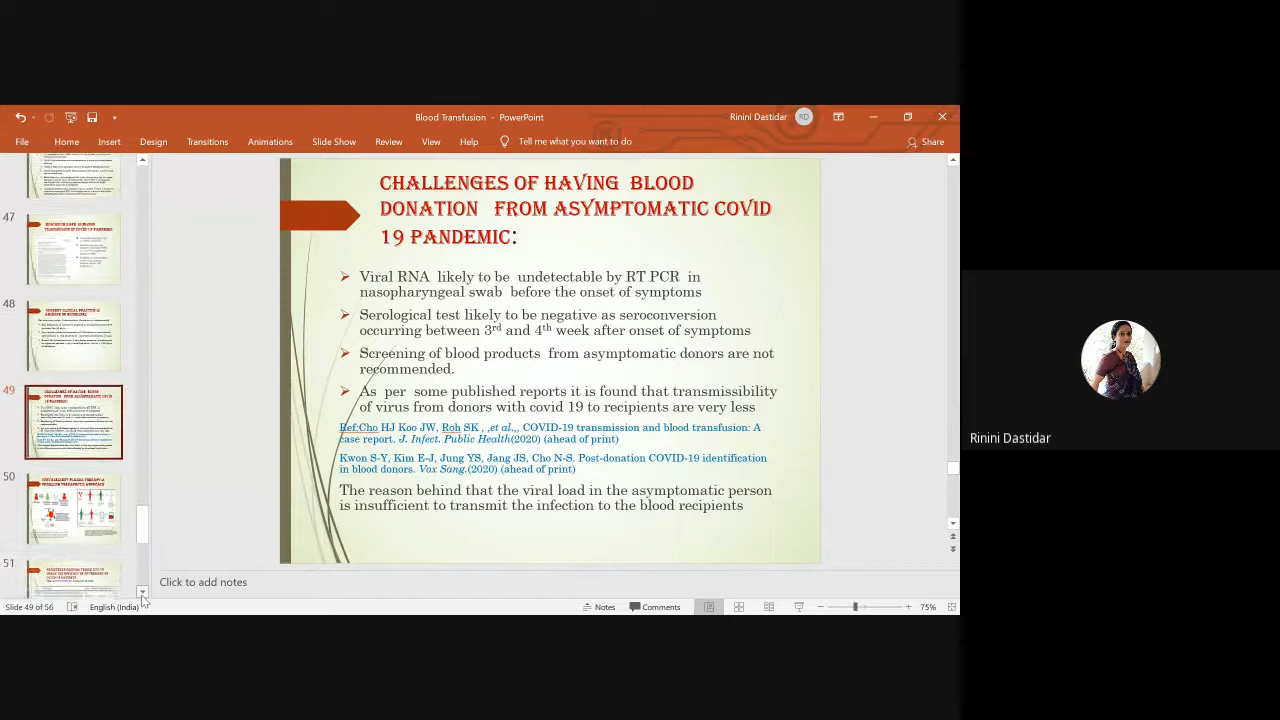 Blood Transfusion - PowerPoint
Rinini Dastidar
RD
File
Home
Insert
Design
Transitions
Animations
Slide Show
Review
View
Help
Tell me what you want to do
Share
47
48
49
50
51
CHALLENGES OF HAVING BLOOD
DONATION FROM ASYMPTOMATIC COVID
19 PANDEMIC:
Viral RNA likely to be undetectable by RT PCR in
nasopharyngeal swab before the onset of symptoms
Serological test likely to be negative as seroconversion
occurring between 3rd and 4th week after onset of symptoms
Screening of blood products from asymptomatic donors are not
recommended.
As per some published reports it is found that transmissibility
of virus from donors with covid 19 to recipients are very less
Ref:Cho HJ Koo JW, Roh SK , ,et al.,, COVID-19 transmission and blood transfusion: A
case report. J. Infect. Public Health(2020) (ahead of print)
Kwon S-Y, Kim E-J, Jung YS, Jang JS, Cho N-S. Post-donation COVID-19 identification
in blood donors. Vox Sang.(2020) (ahead of print)
The reason behind that the viral load in the asymptomatic person
is insufficient to transmit the infection to the blood recipients
Click to add notes
Slide 49 of 56
English (India)
Notes
Comments
75%
Rinini Dastidar